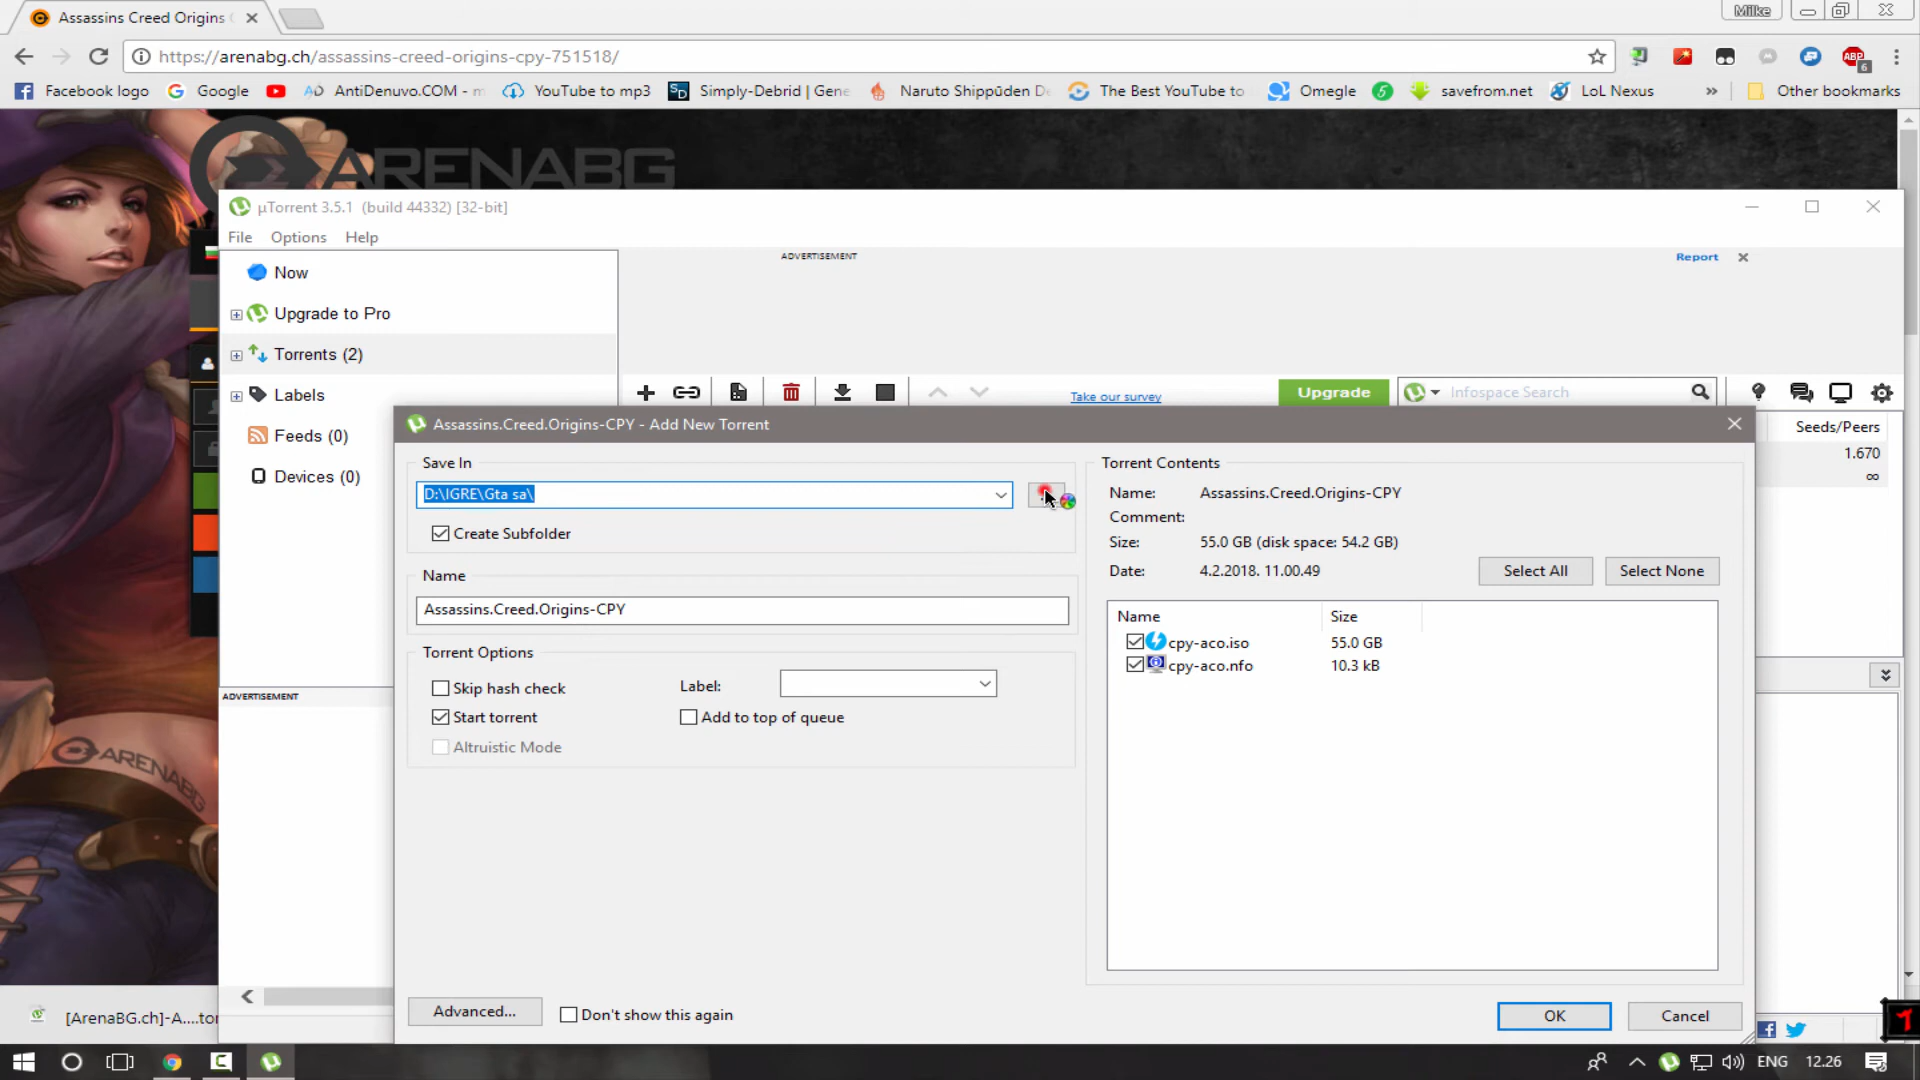 Assassins Creed Origins (
Milke
https://arenabg.ch/assassins-creed-origins-cpy-751518/
ABP
6
Facebook logo
Google
AntiDenuvo.COM - m
YouTube to mp3
Simply-Debrid | Gene
Naruto Shippūden De
The Best YouTube to
Omegle
savefrom.net
LoL Nexus
»
Other bookmarks
ARENABG
µTorrent 3.5.1 (build 44332) [32-bit]
File
Options
Help
ADVERTISEMENT
Report
Now
Upgrade to Pro
Torrents (2)
Labels
Feeds (0)
Devices (0)
Take our survey
Upgrade
Infospace Search
Seeds/Peers
1.670
∞
Assassins.Creed.Origins-CPY - Add New Torrent
Save In
D:\IGRE\Gta sa\
Create Subfolder
Name
Assassins.Creed.Origins-CPY
Torrent Options
Skip hash check
Label:
Start torrent
Add to top of queue
Altruistic Mode
Torrent Contents
Name: Assassins.Creed.Origins-CPY
Comment:
Size: 55.0 GB (disk space: 54.2 GB)
Date: 4.2.2018. 11.00.49
Select All
Select None
Name Size
cpy-aco.iso 55.0 GB
cpy-aco.nfo 10.3 kB
ADVERTISEMENT
ARENABG
Advanced...
Don't show this again
OK
Cancel
[ArenaBG.ch]-A....tor
ENG
12.26